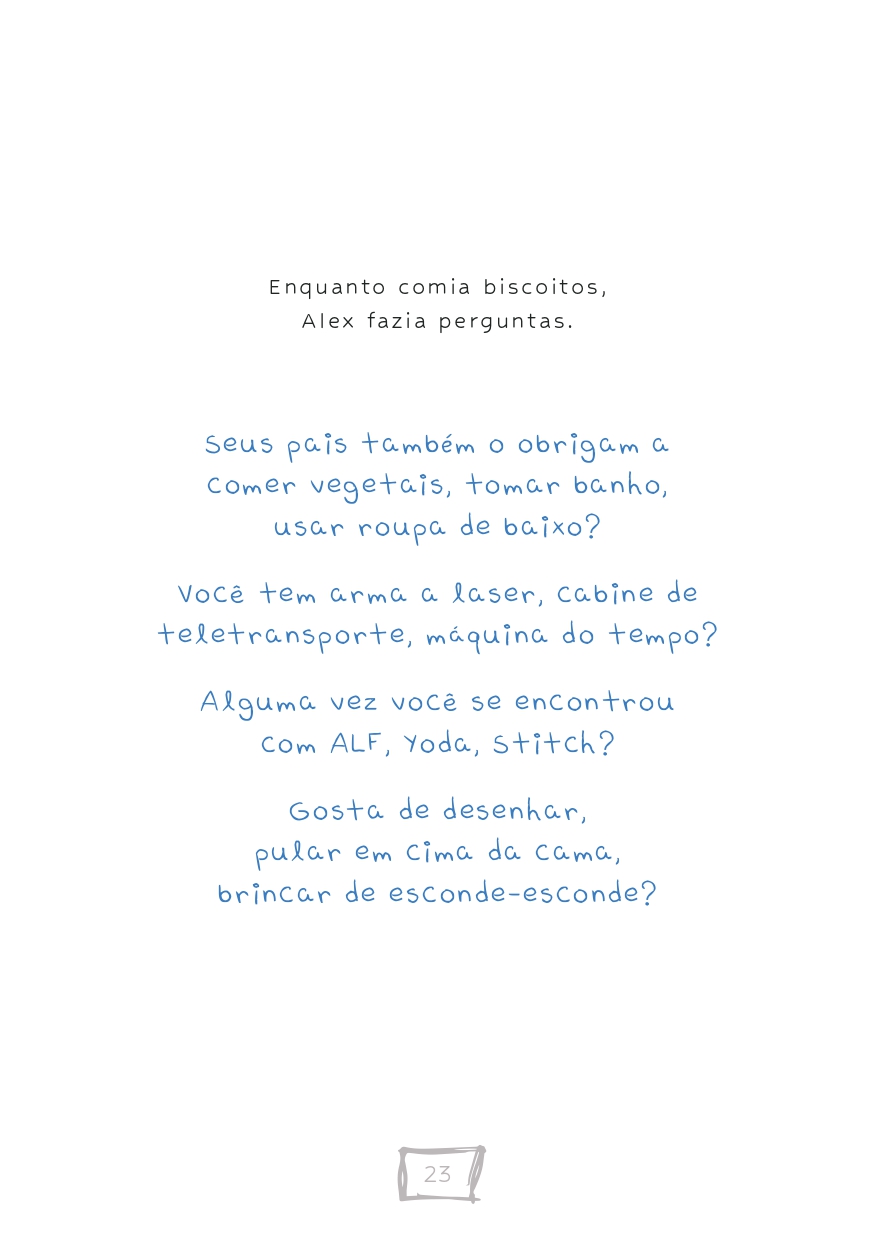 Enquanto comia biscoitos,
Alex fazia perguntas.
Seus pais também o obrigam a
comer vegetais, tomar banho,
usar roupa de baixo?
Você tem arma a laser, cabine de
teletransporte, máquina do tempo?
Alguma vez você se encontrou
com ALF, Yoda, Stitch?
Gosta de desenhar,
pular em cima da cama,
brincar de esconde-esconde?
23